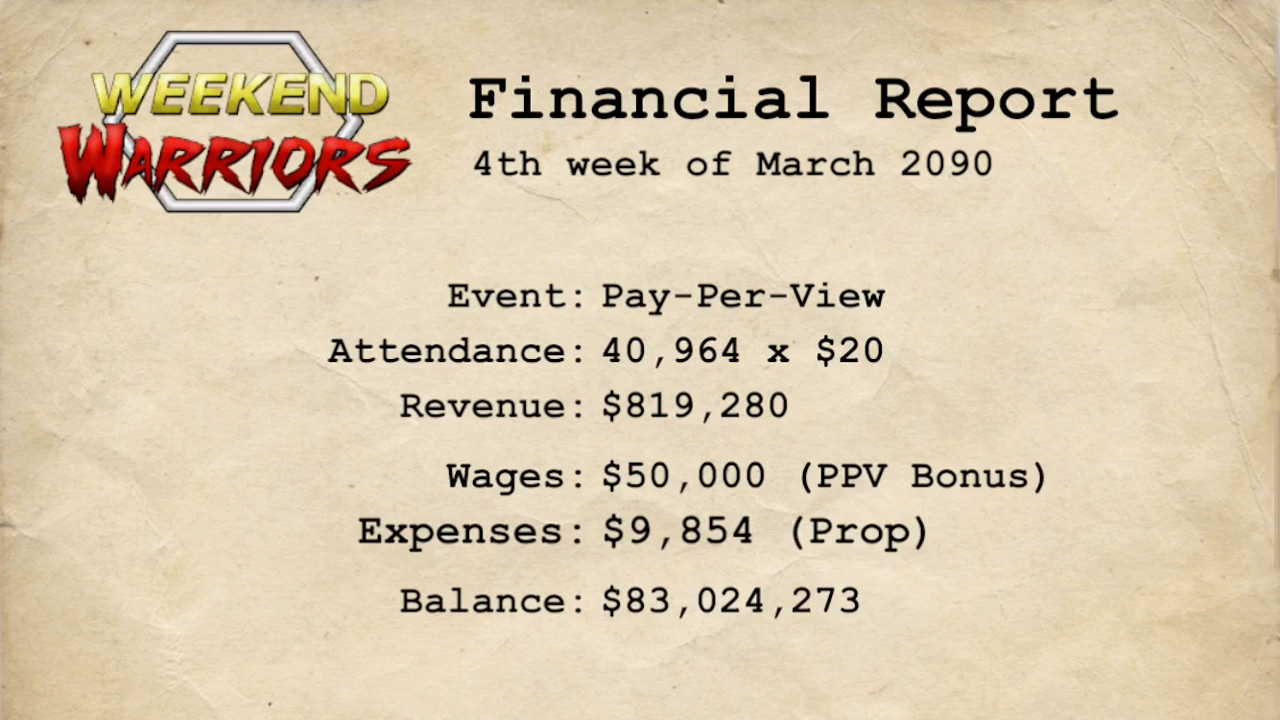 WEEKEND
WARRIORS
Financial Report
4th week of March 2090
Event: Pay-Per-View
Attendance: 40,964 x $20
Revenue: $819,280
Wages: $50,000 (PPV Bonus)
Expenses: $9,854 (Prop)
Balance: $83,024,273